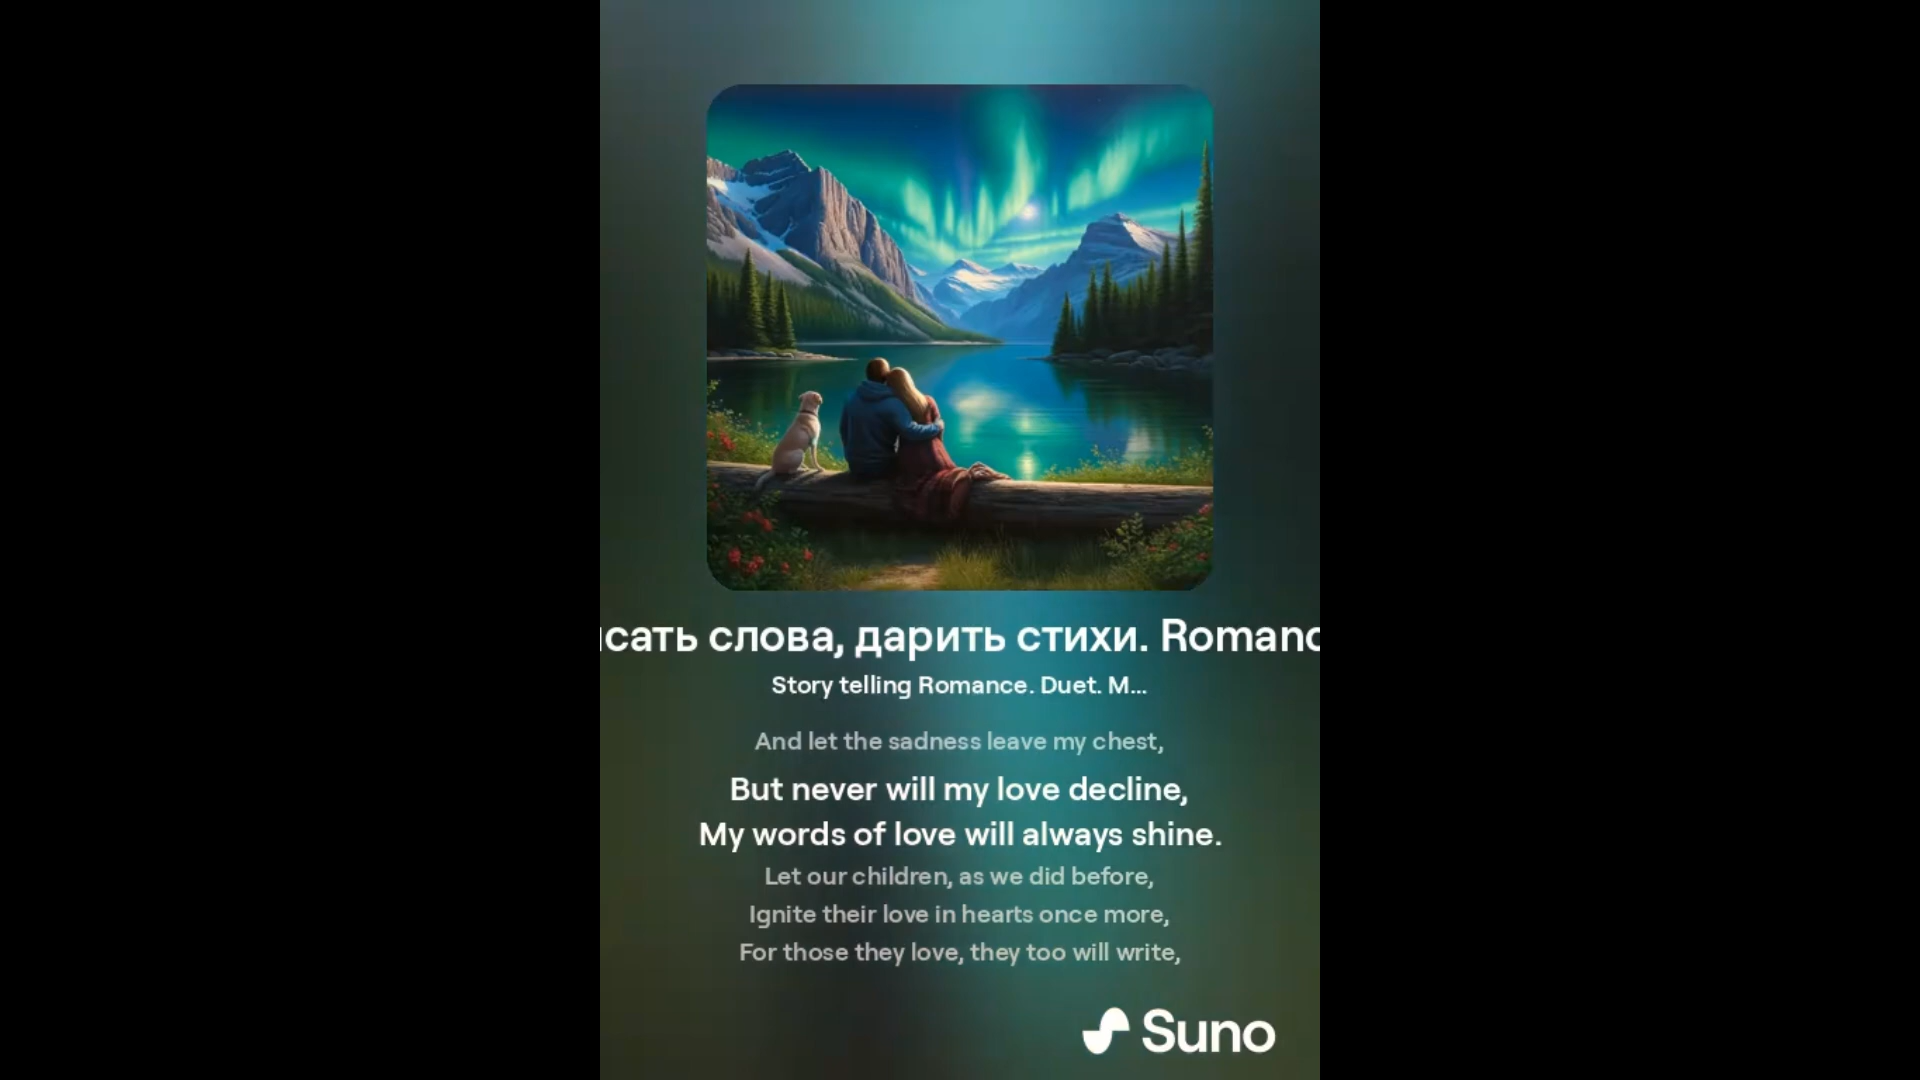 сать слова, дарить стихи. Romanc
Story telling Romance. Duet. M...
And let the sadness leave my chest,
But never will my love decline,
My words of love will always shine.
Let our children, as we did before,
Ignite their love in hearts once more,
For those they love, they too will write,
Suno